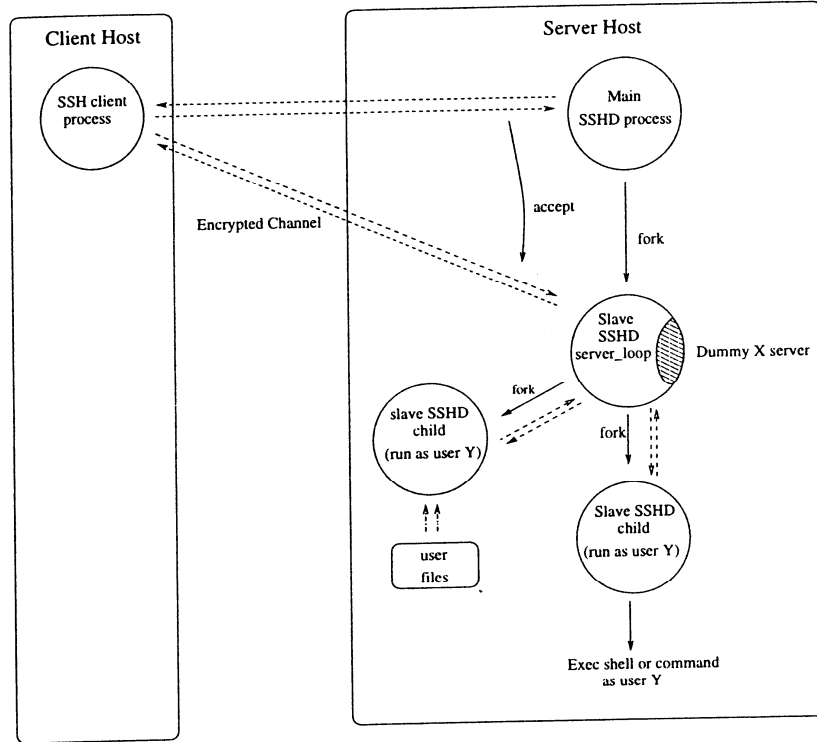 Client Host
Server Host
SSH client
process
Main
SSHD process
accept
fork
Encrypted Channel
Slave
SSHD
server_loop
Dummy X server
fork
slave SSHD
child
(run as user Y)
fork
user
files
Slave SSHD
child
(run as user Y)
Exec shell or command
as user Y